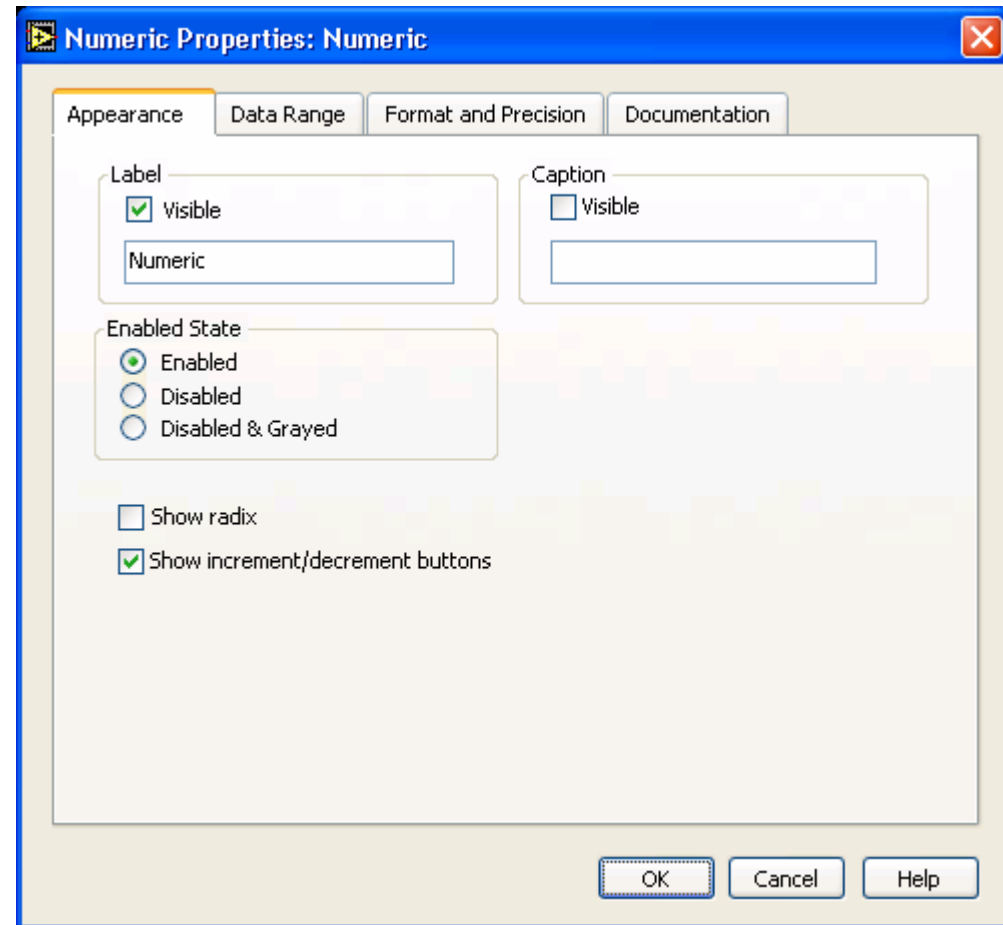 Numeric Properties: Numeric
Appearance
Data Range
Format and Precision
Documentation
Label
Visible
Numeric
Caption
Visible
Enabled State
Enabled
Disabled
Disabled & Grayed
Show radix
Show increment/decrement buttons
OK
Cancel
Help